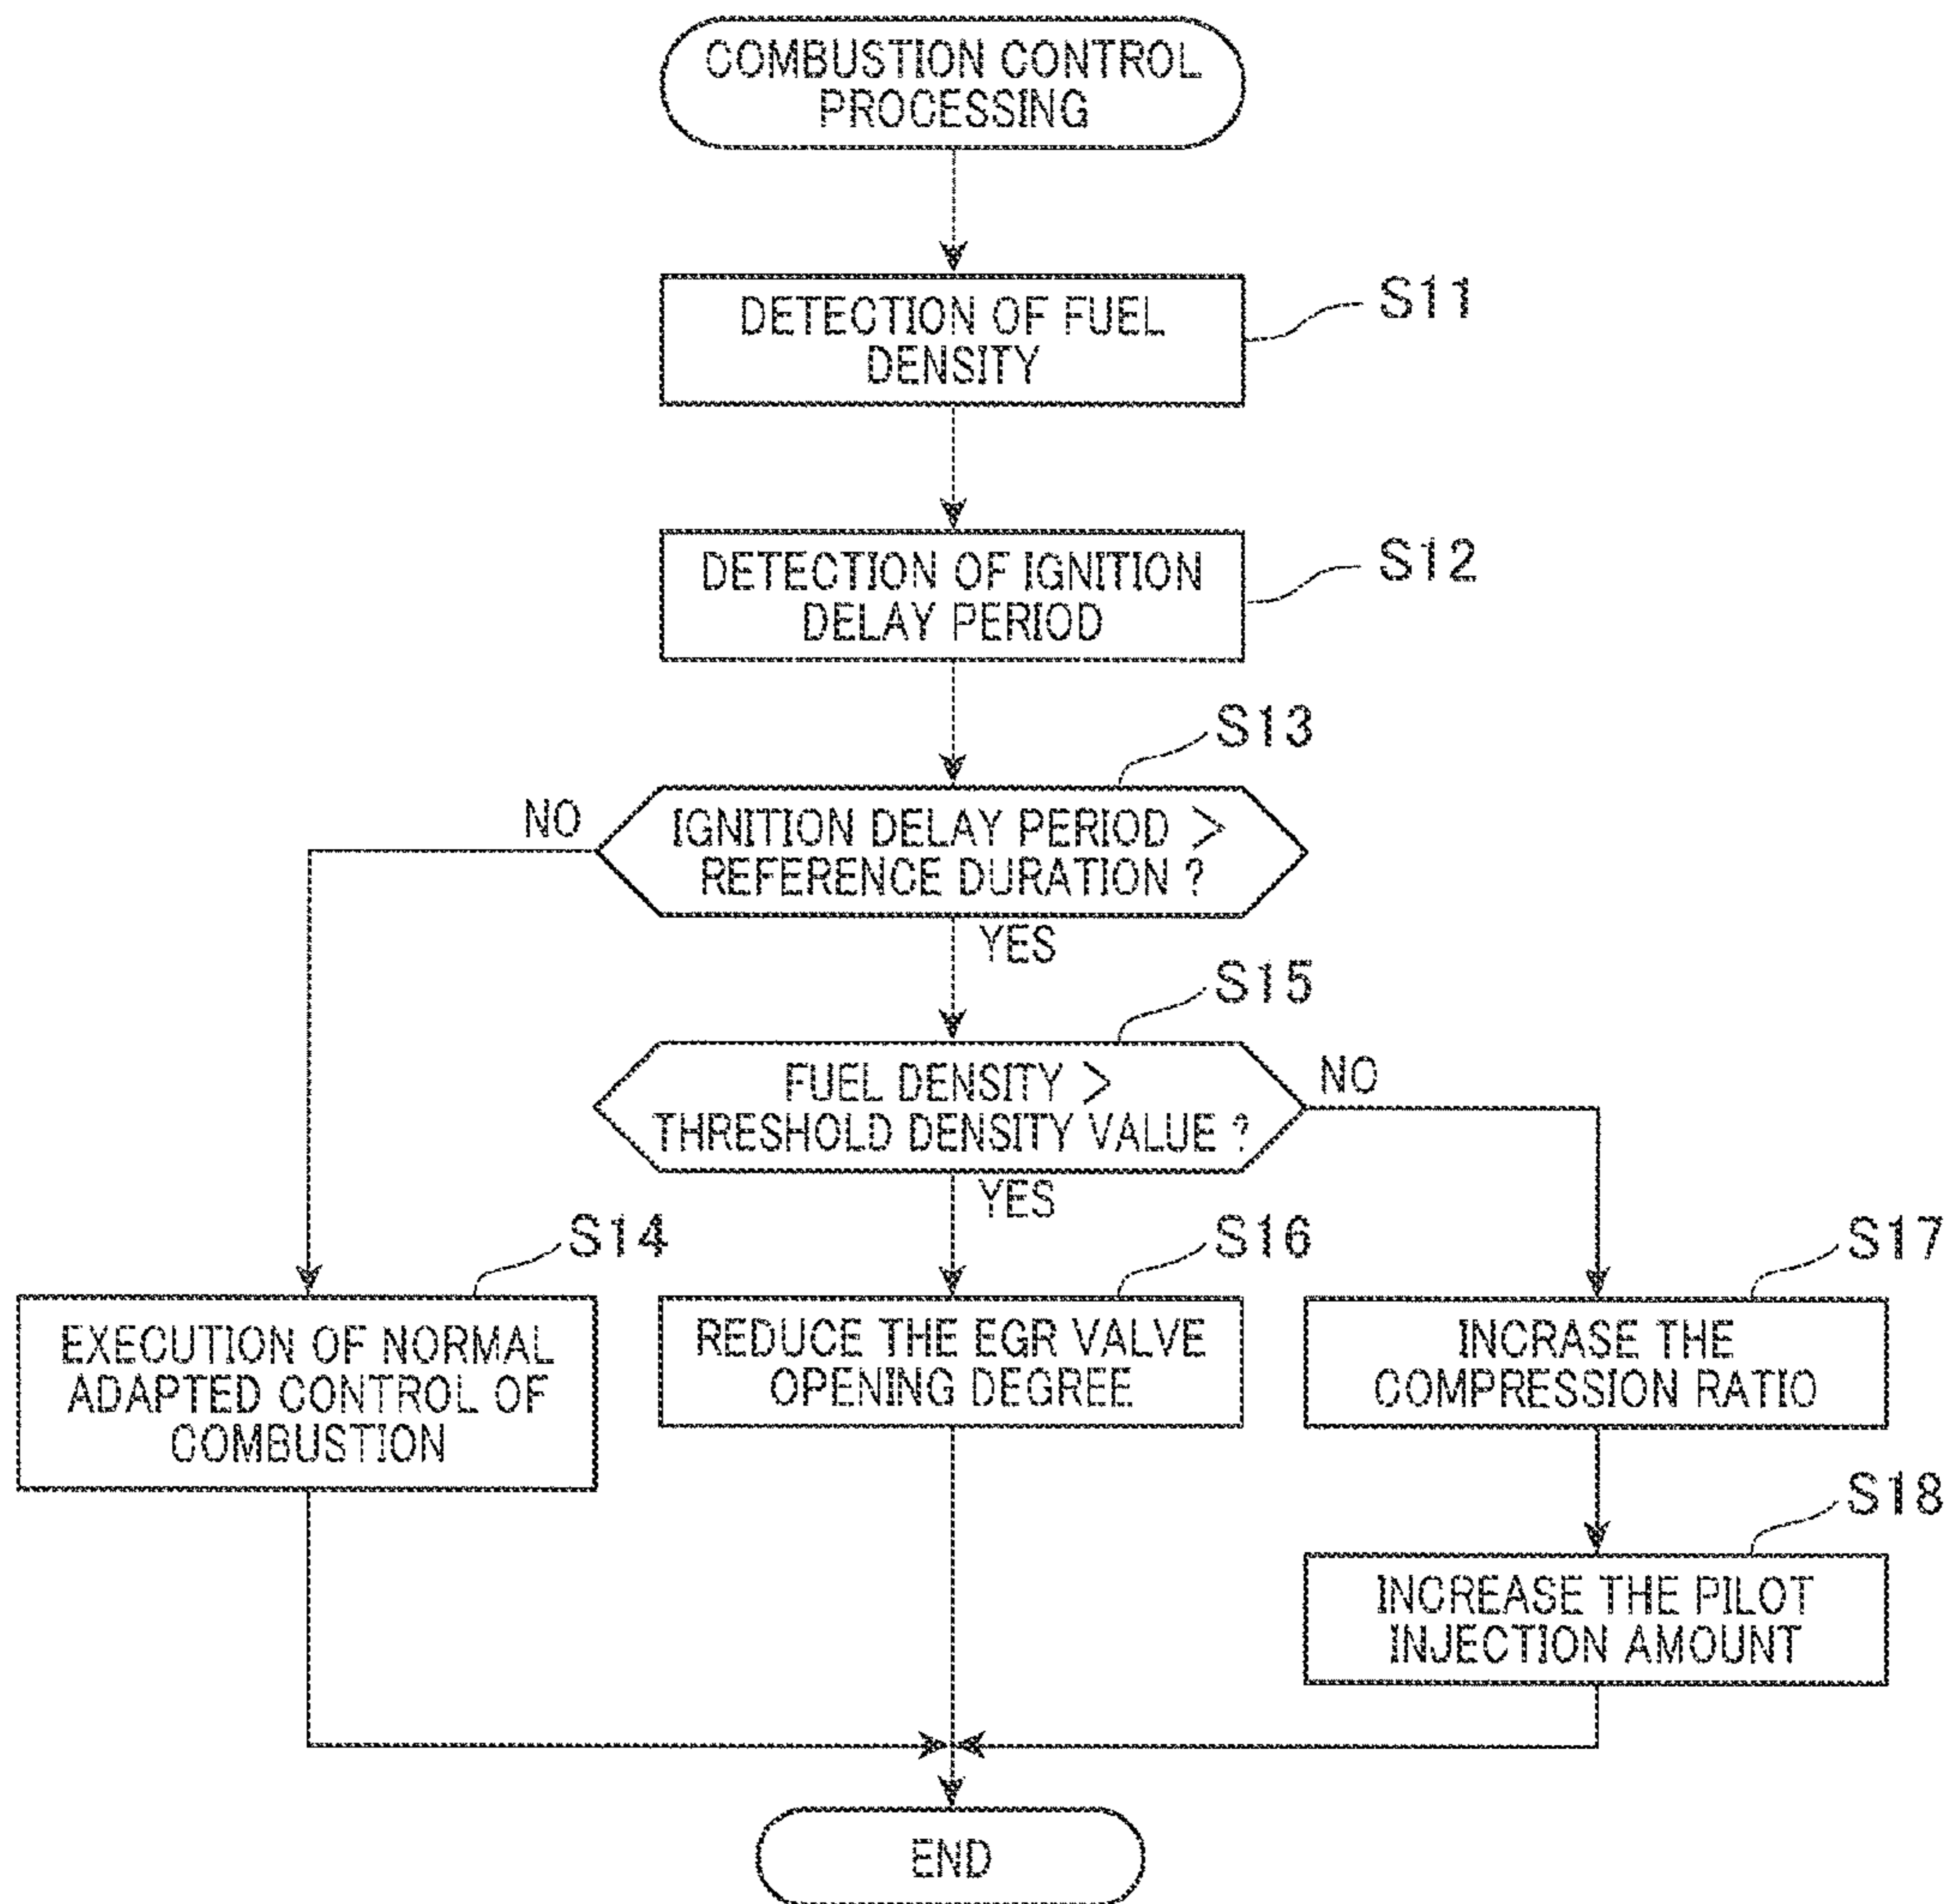 COMBUSTION CONTROL
PROCESSING
DETECTION OF FUEL
DENSITY
S11
DETECTION OF IGNITION
DELAY PERIOD
S12
S13
NO
IGNITION DELAY PERIOD >
REFERENCE DURATION ?
YES
S15
FUEL DENSITY >
THRESHOLD DENSITY VALUE ?
NO
YES
S14
EXECUTION OF NORMAL
ADAPTED CONTROL OF
COMBUSTION
S16
REDUCE THE EGR VALVE
OPENING DEGREE
S17
INCRASE THE
COMPRESSION RATIO
S18
INCREASE THE PILOT
INJECTION AMOUNT
END